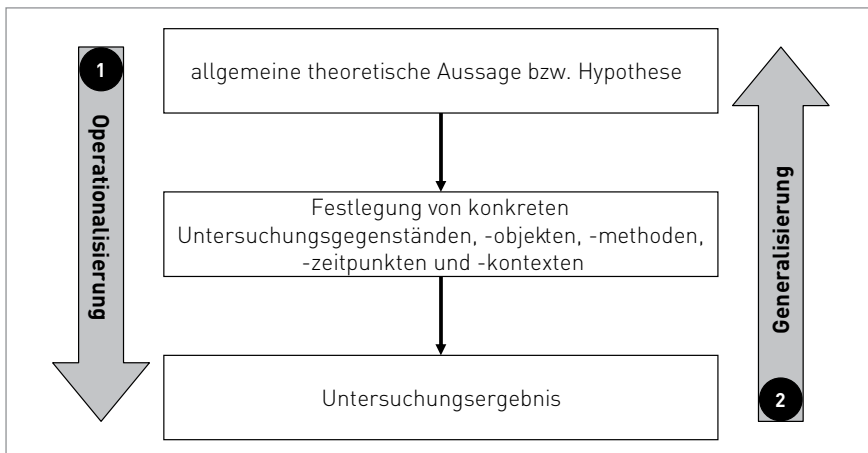 1
Operationalisierung
allgemeine theoretische Aussage bzw. Hypothese
Festlegung von konkreten
Untersuchungsgegenständen, -objekten, -methoden,
-zeitpunkten und -kontexten
Untersuchungsergebnis
Generalisierung
2